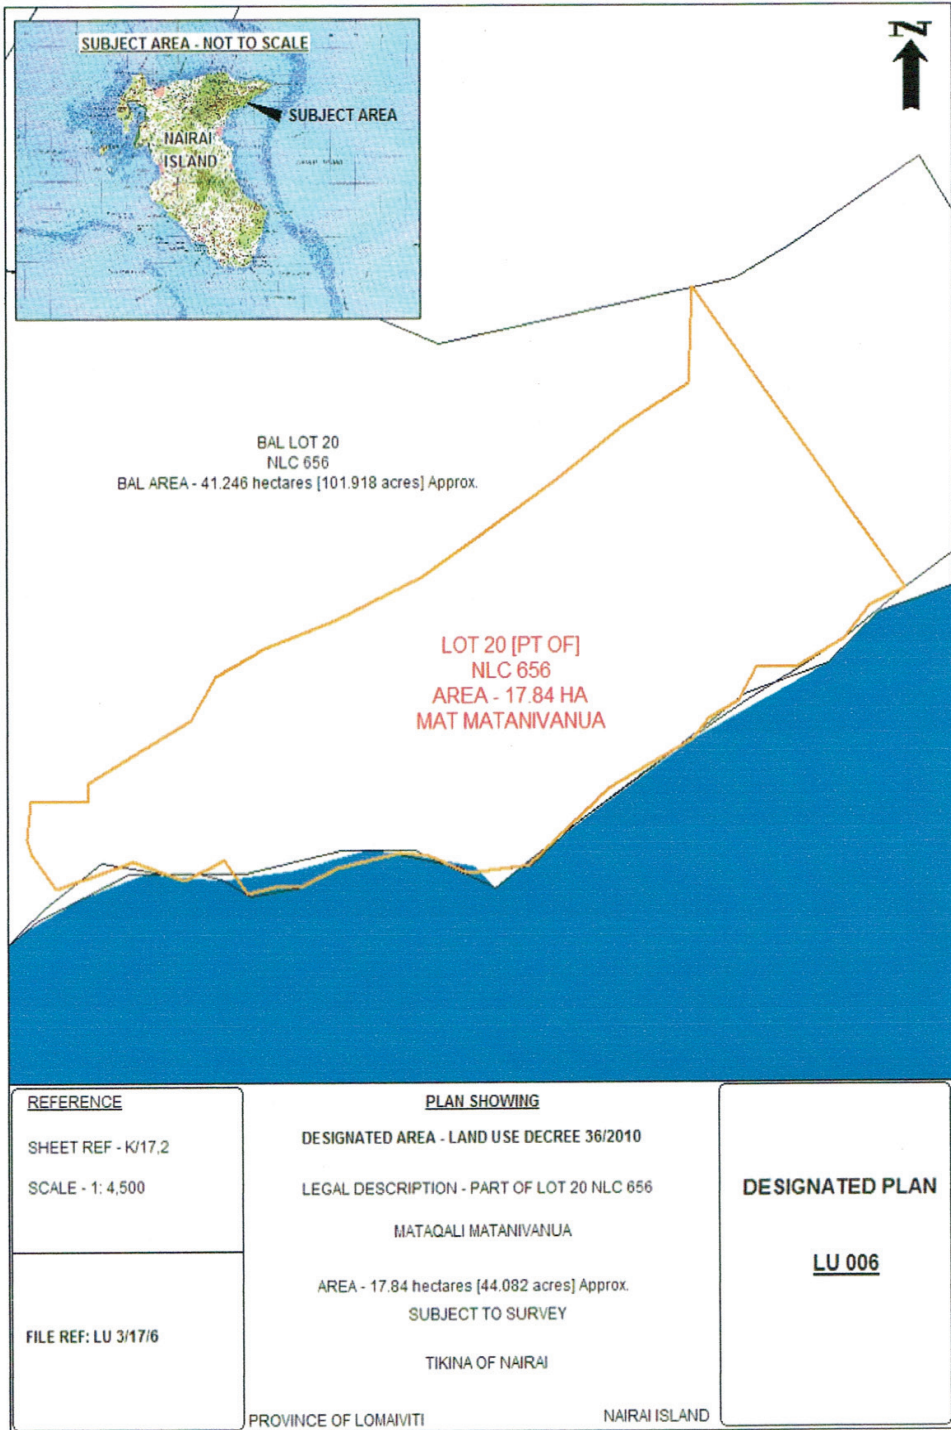 SUBJECT AREA - NOT TO SCALE
SUBJECT AREA
NAIRAI
ISLAND
N
BAL LOT 20
NLC 656
BAL AREA - 41.246 hectares [101.918 acres] Approx.
LOT 20 [PT OF]
NLC 656
AREA - 17.84 HA
MAT MATANIVANUA
REFERENCE
SHEET REF - K/17,2
SCALE - 1: 4,500
FILE REF: LU 3/17/6
PLAN SHOWING
DESIGNATED AREA - LAND USE DECREE 36/2010
LEGAL DESCRIPTION - PART OF LOT 20 NLC 656
MATAQALI MATANIVANUA
AREA - 17.84 hectares [44.082 acres] Approx.
SUBJECT TO SURVEY
TIKINA OF NAIRAI
PROVINCE OF LOMAIVITI
NAIRAI ISLAND
DESIGNATED PLAN
LU 006